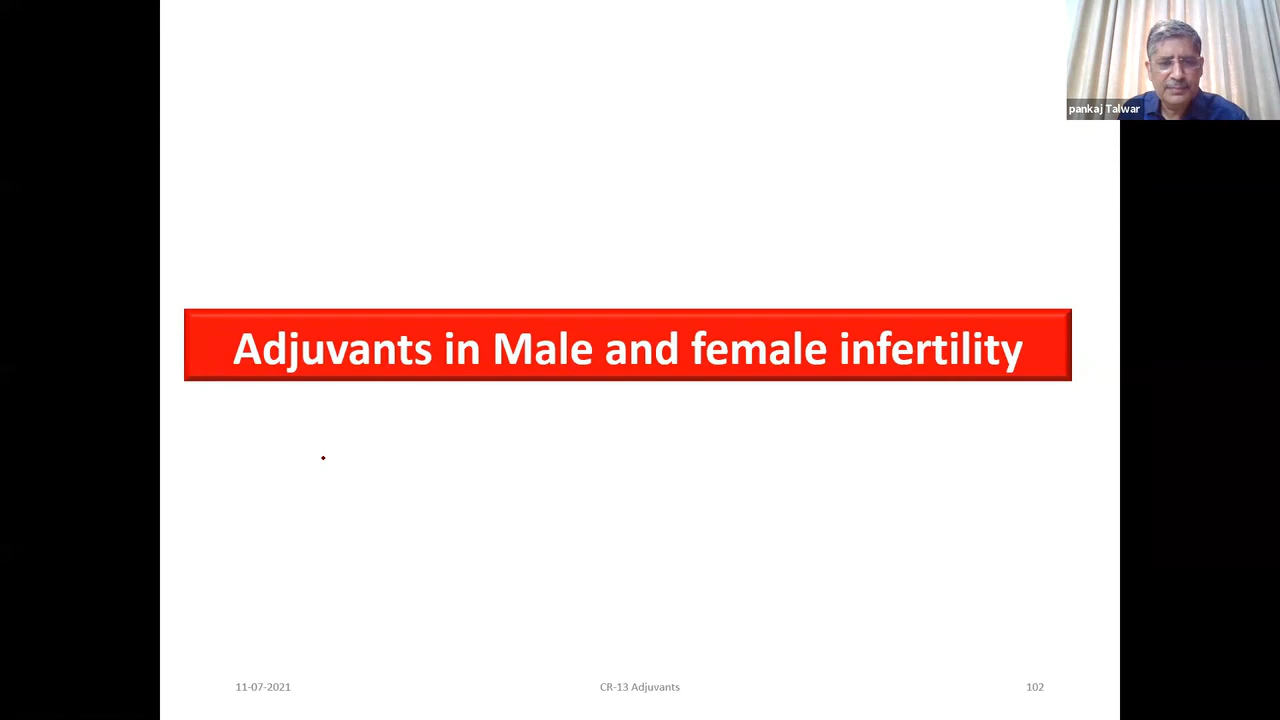 pankaj Talwar
Adjuvants in Male and female infertility
11-07-2021
CR-13 Adjuvants
102